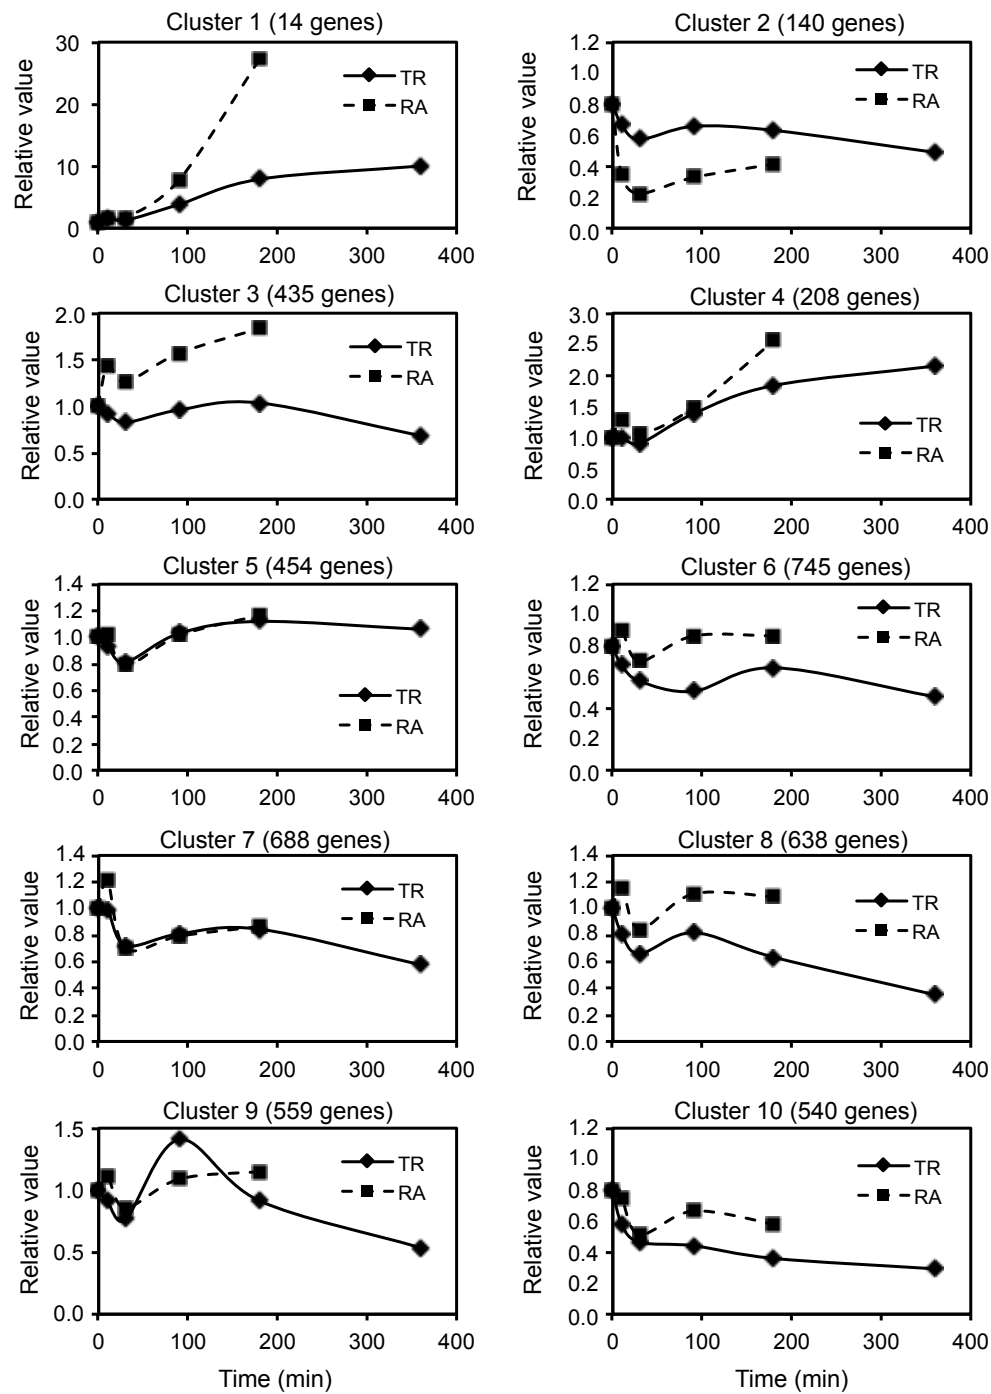 Cluster 1 (14 genes)
Relative value
30
20
10
0
TR
RA
0 100 200 300 400
Cluster 2 (140 genes)
Relative value
1.2
1.0
0.8
0.6
0.4
0.2
0.0
TR
RA
0 100 200 300 400
Cluster 3 (435 genes)
Relative value
2.0
1.5
1.0
0.5
0.0
TR
RA
0 100 200 300 400
Cluster 4 (208 genes)
Relative value
3.0
2.5
2.0
1.5
1.0
0.5
0.0
TR
RA
0 100 200 300 400
Cluster 5 (454 genes)
Relative value
1.4
1.2
1.0
0.8
0.6
0.4
0.2
0.0
TR
RA
0 100 200 300 400
Cluster 6 (745 genes)
Relative value
1.2
1.0
0.8
0.6
0.4
0.2
0.0
TR
RA
0 100 200 300 400
Cluster 7 (688 genes)
Relative value
1.4
1.2
1.0
0.8
0.6
0.4
0.2
0.0
TR
RA
0 100 200 300 400
Cluster 8 (638 genes)
Relative value
1.4
1.2
1.0
0.8
0.6
0.4
0.2
0.0
TR
RA
0 100 200 300 400
Cluster 9 (559 genes)
Relative value
1.5
1.0
0.5
0.0
TR
RA
0 100 200 300 400
Time (min)
Cluster 10 (540 genes)
Relative value
1.2
1.0
0.8
0.6
0.4
0.2
0.0
TR
RA
0 100 200 300 400
Time (min)